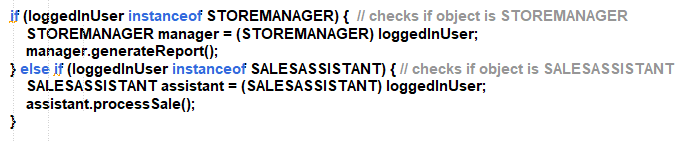 if (loggedInUser instanceof STOREMANAGER) {  // checks if object is STOREMANAGER
STOREMANAGER manager = (STOREMANAGER) loggedInUser;
manager.generateReport();
} else if (loggedInUser instanceof SALESASSISTANT) { // checks if object is SALESASSISTANT
SALESASSISTANT assistant = (SALESASSISTANT) loggedInUser;
assistant.processSale();
}